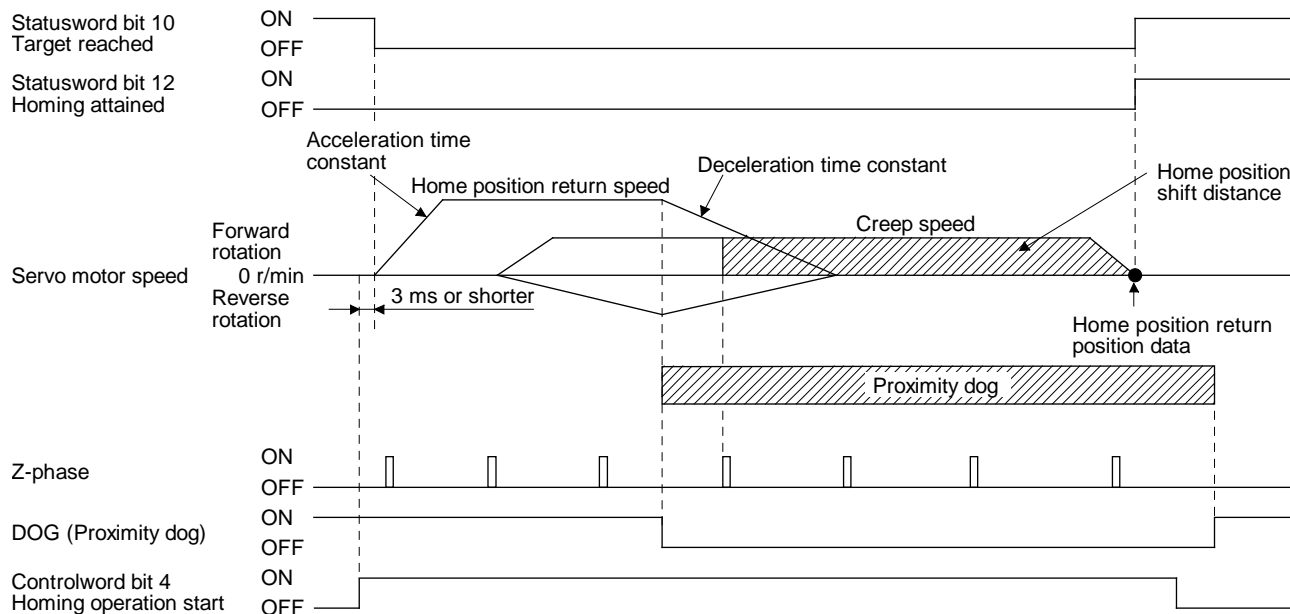 Statusword bit 10
Target reached
ON
OFF
Statusword bit 12
Homing attained
ON
OFF
Acceleration time
constant
Home position return speed
Deceleration time constant
Home position
shift distance
Creep speed
Forward
rotation
Servo motor speed
0 r/min
Reverse
rotation
3 ms or shorter
Home position return
position data
Proximity dog
Z-phase
ON
OFF
DOG (Proximity dog)
ON
OFF
Controlword bit 4
Homing operation start
ON
OFF